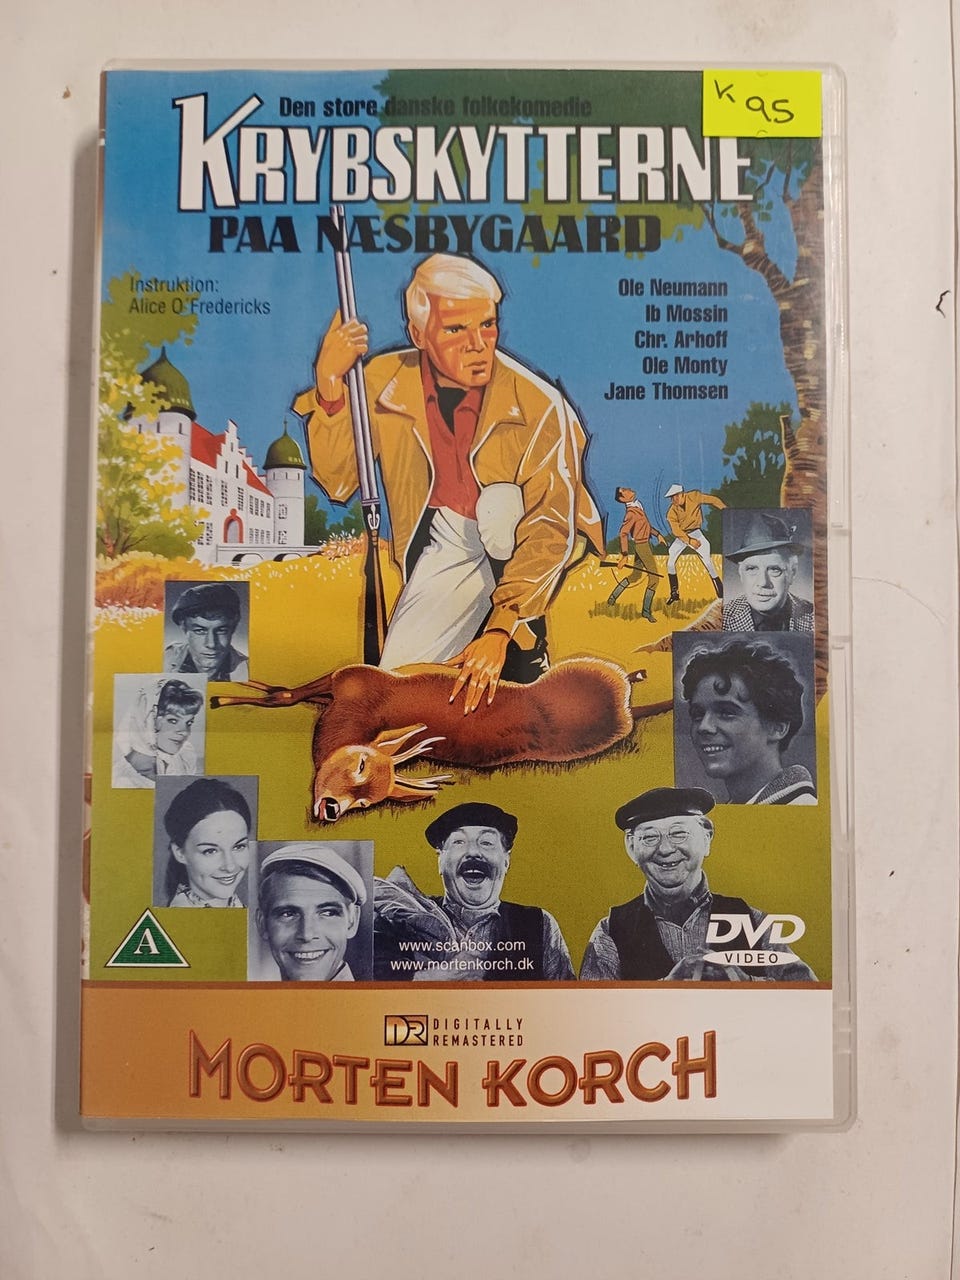 K 95
Den store danske folkekomedie
KRYBSKYTTERNE
PAA NÆSBYGAARD
Instruktion:
Alice O'Fredericks
Ole Neumann
Ib Mossin
Chr. Arhoff
Ole Monty
Jane Thomsen
A
www.scanbox.com
www.mortenkorch.dk
DVD
VIDEO
DR DIGITALLY
REMASTERED
MORTEN KORCH